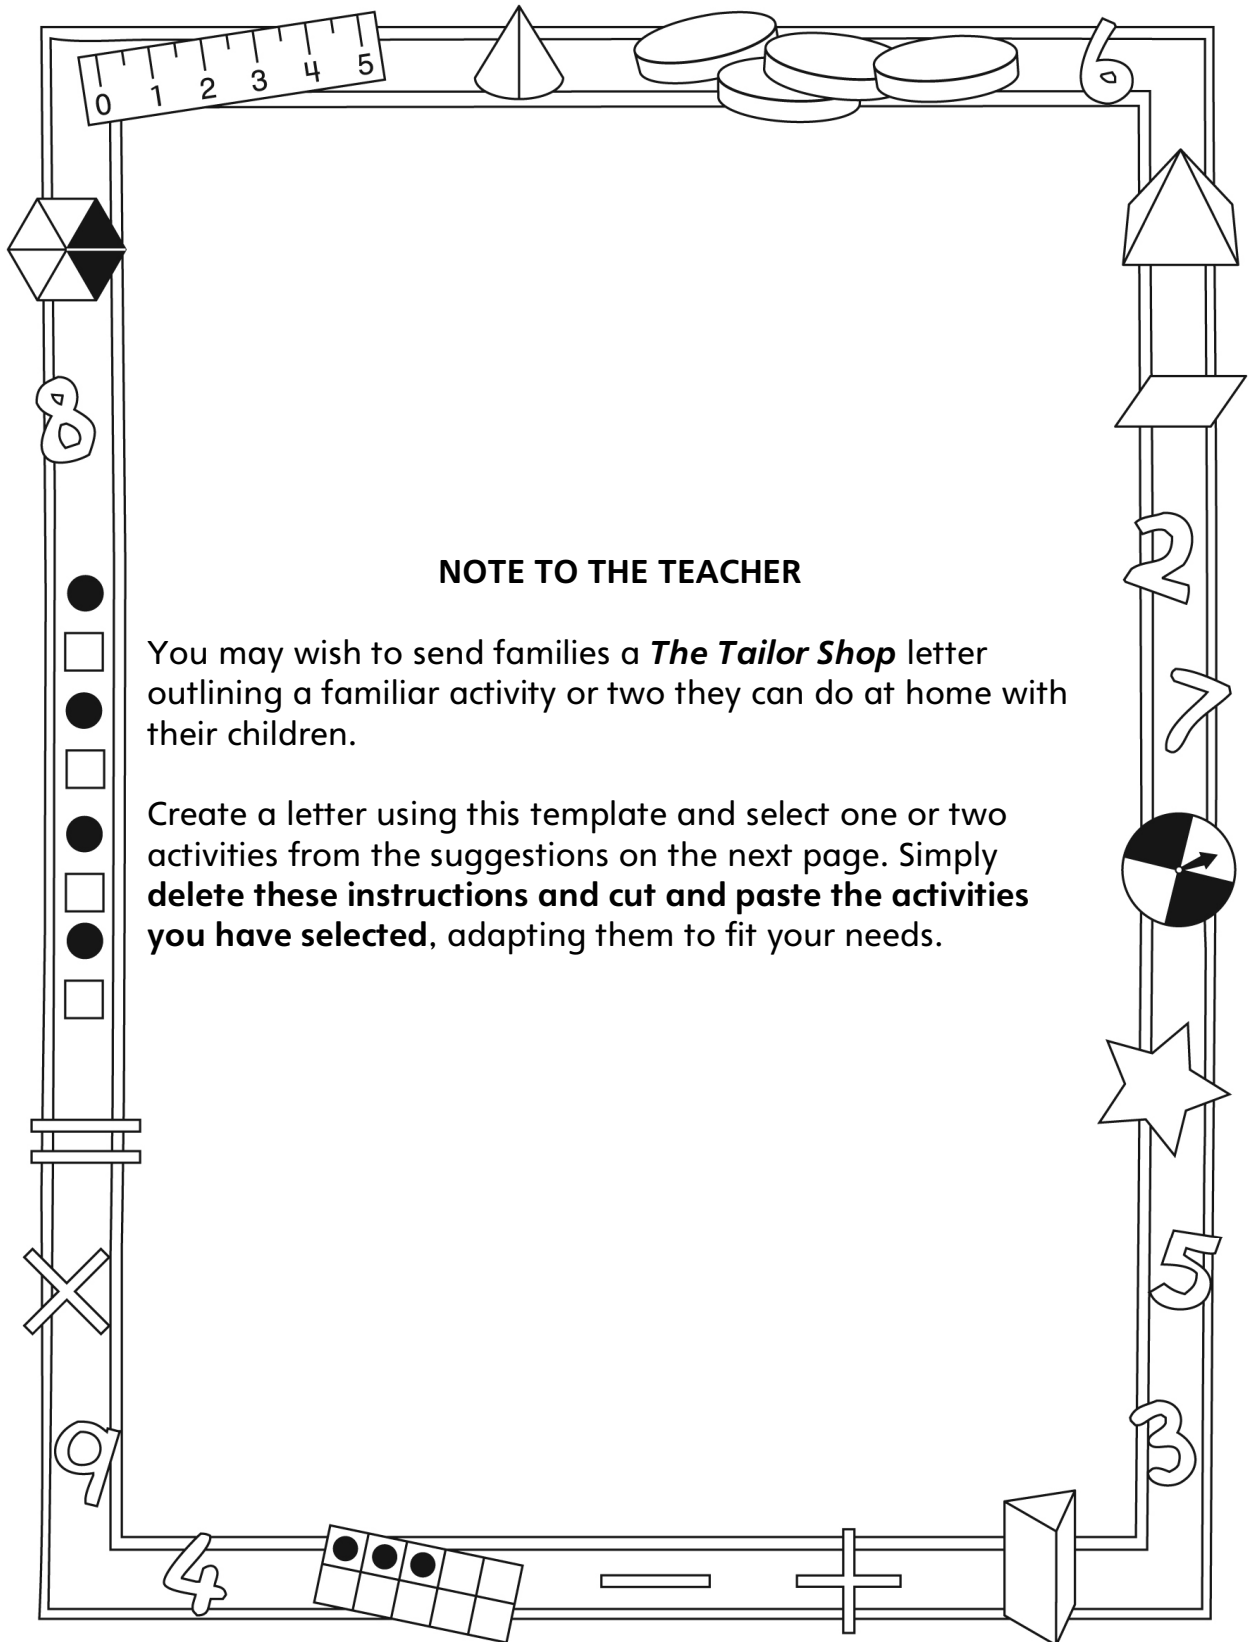 0 1 2 3 4 5
6
8
2
7
5
9
3
4
NOTE TO THE TEACHER
You may wish to send families a The Tailor Shop letter
outlining a familiar activity or two they can do at home with
their children.
Create a letter using this template and select one or two
activities from the suggestions on the next page. Simply
delete these instructions and cut and paste the activities
you have selected, adapting them to fit your needs.